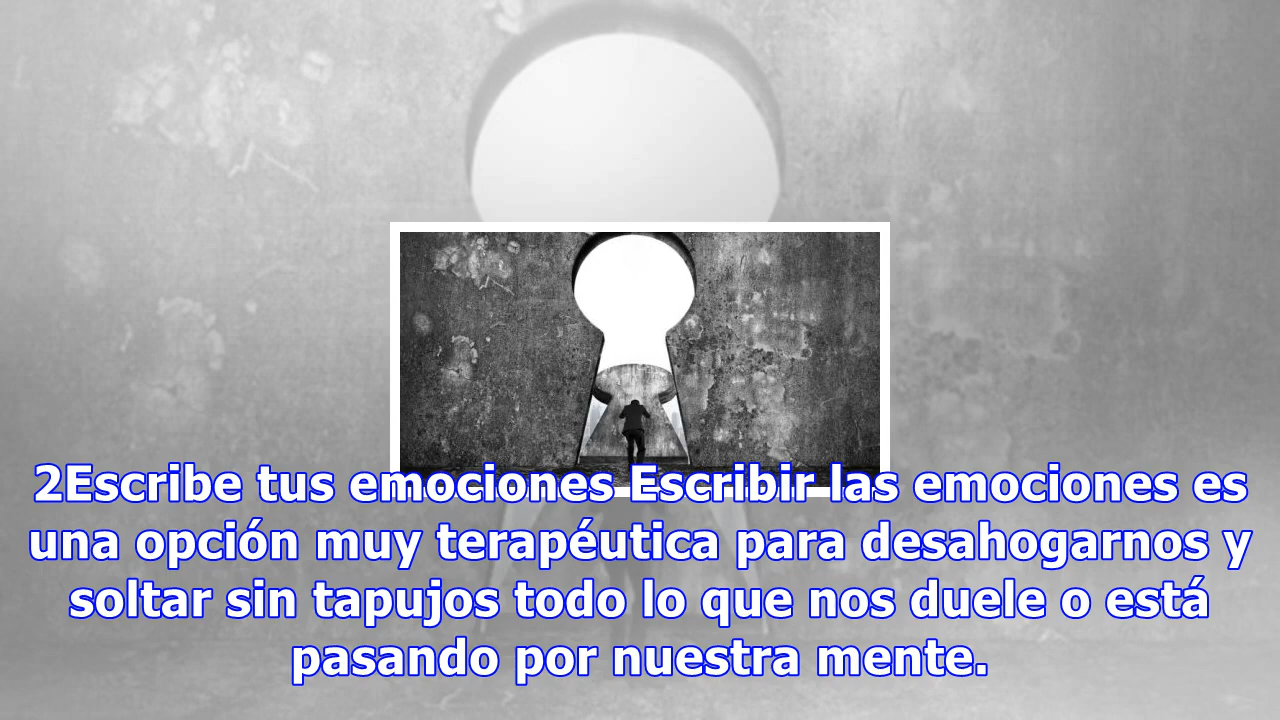 2Escribe tus emociones Escribir las emociones es
una opción muy terapéutica para desahogarnos y
soltar sin tapujos todo lo que nos duele o está
pasando por nuestra mente.